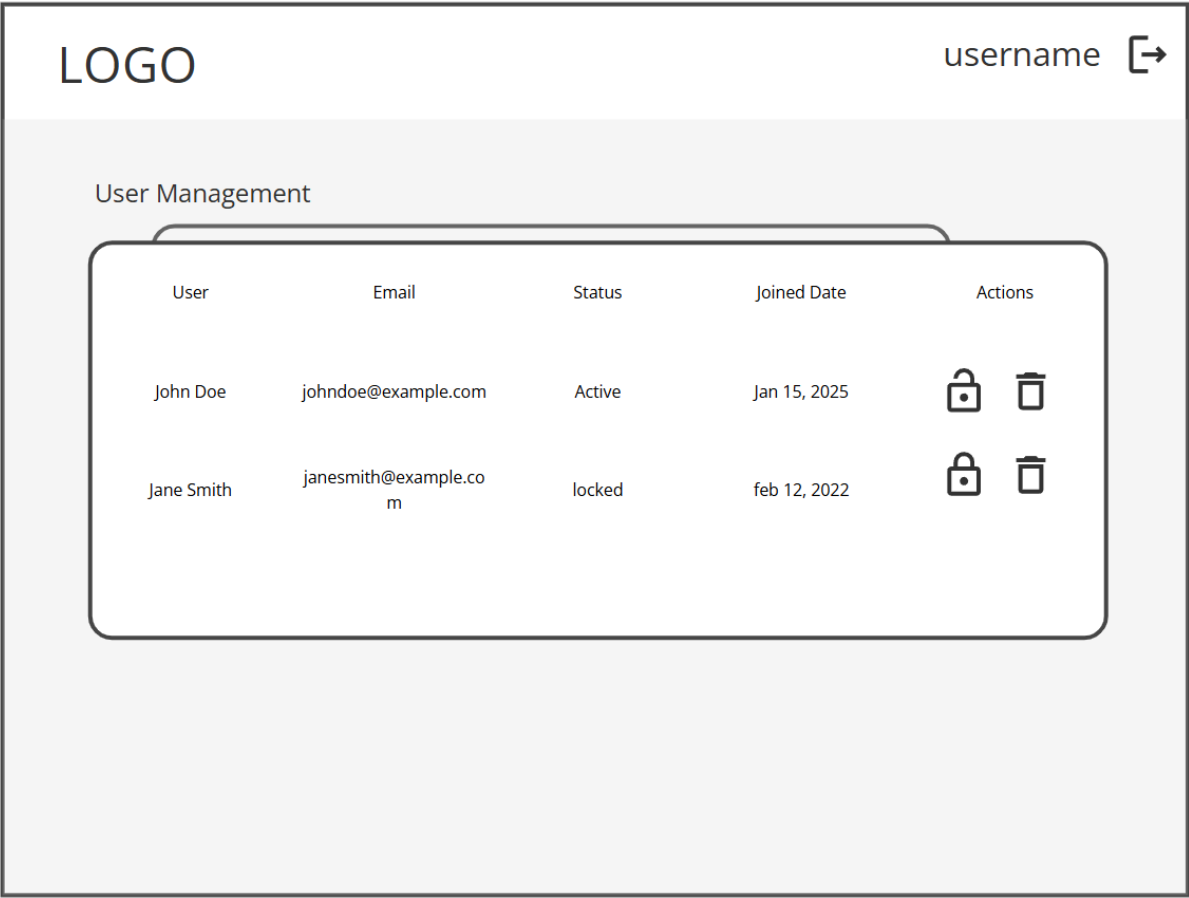 LOGO
username
User Management
User Email Status Joined Date Actions
John Doe johndoe@example.com Active Jan 15, 2025
Jane Smith janesmith@example.co
m locked feb 12, 2022